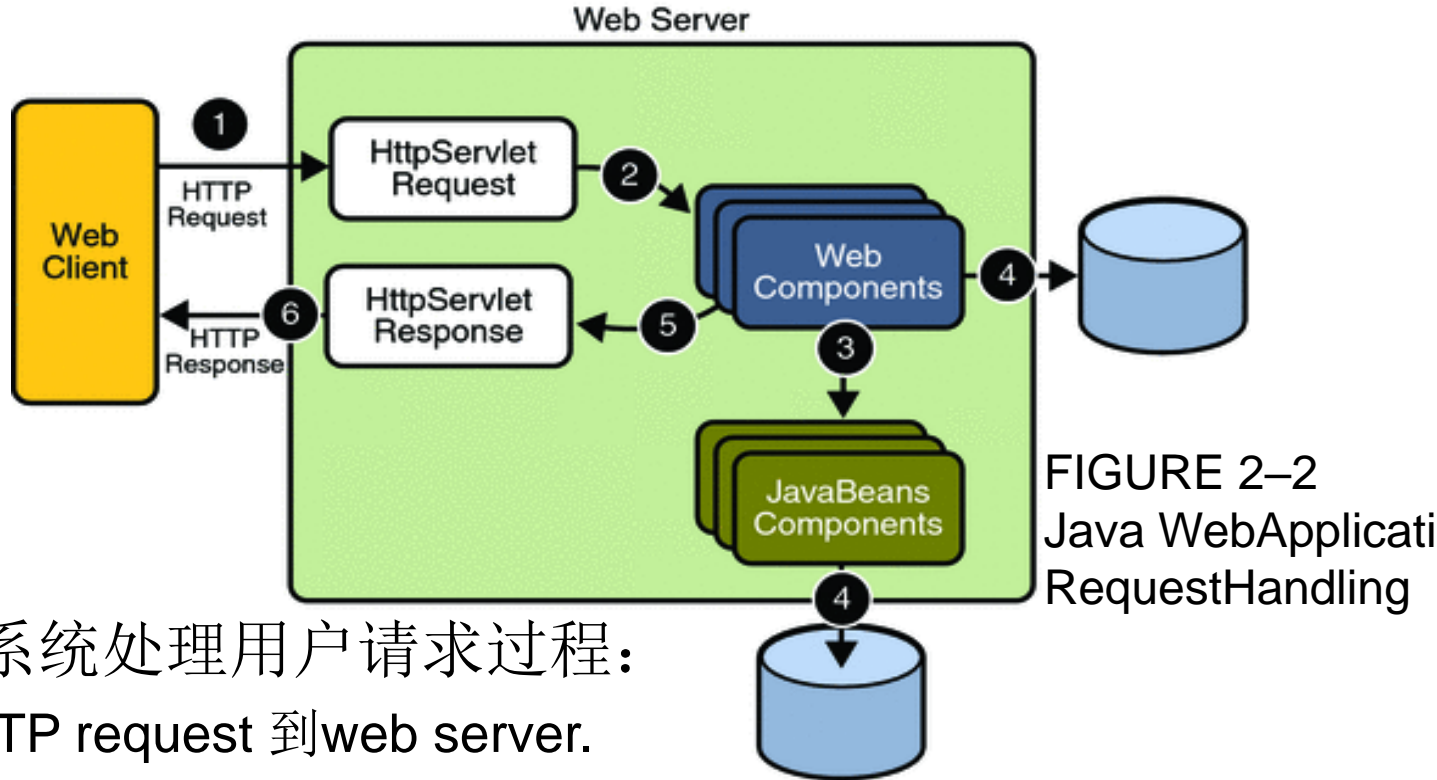 Web Server
1
HttpServlet
Request
2
HTTP
Request
Web
Client
Web
Components
4
HttpServlet
Response
6
5
HTTP
Response
3
JavaBeans
Components
4
FIGURE 2–2
Java WebApplicati
RequestHandling
系统处理用户请求过程：
TP request 到web server.